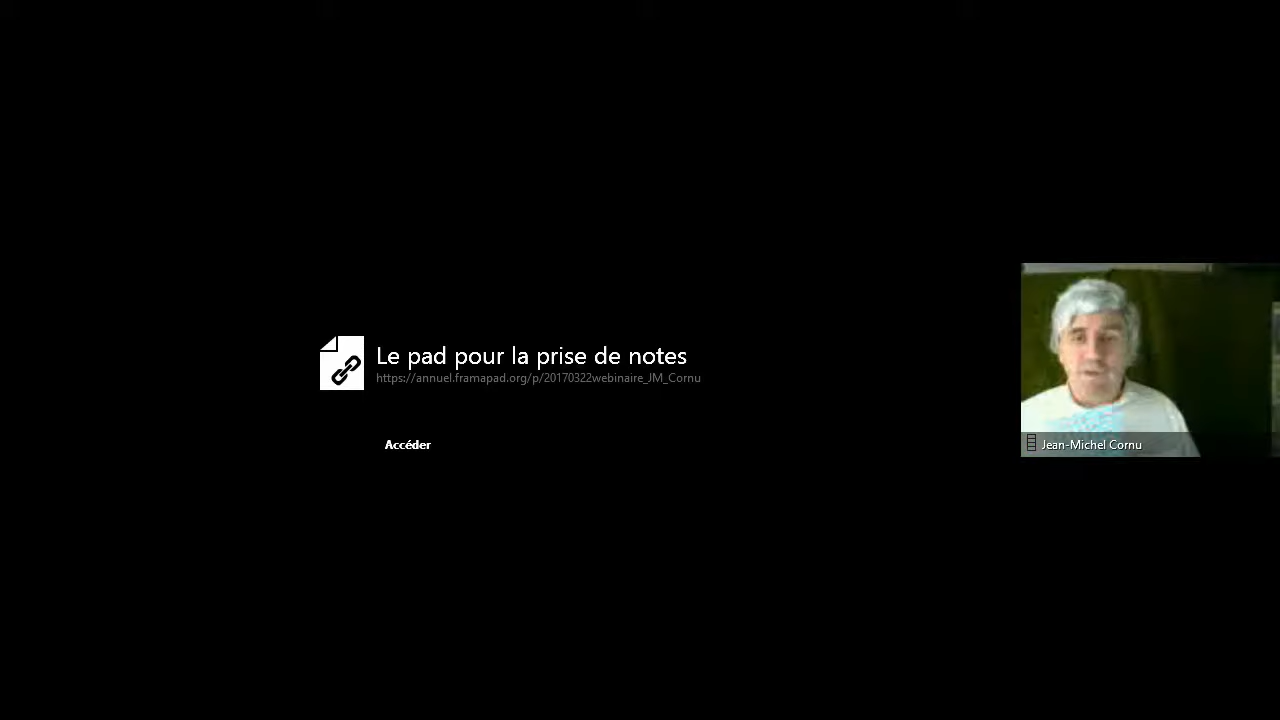 Le pad pour la prise de notes
https://annuel.framapad.org/p/20170322webinaire_JM_Cornu
Accéder
Jean-Michel Cornu